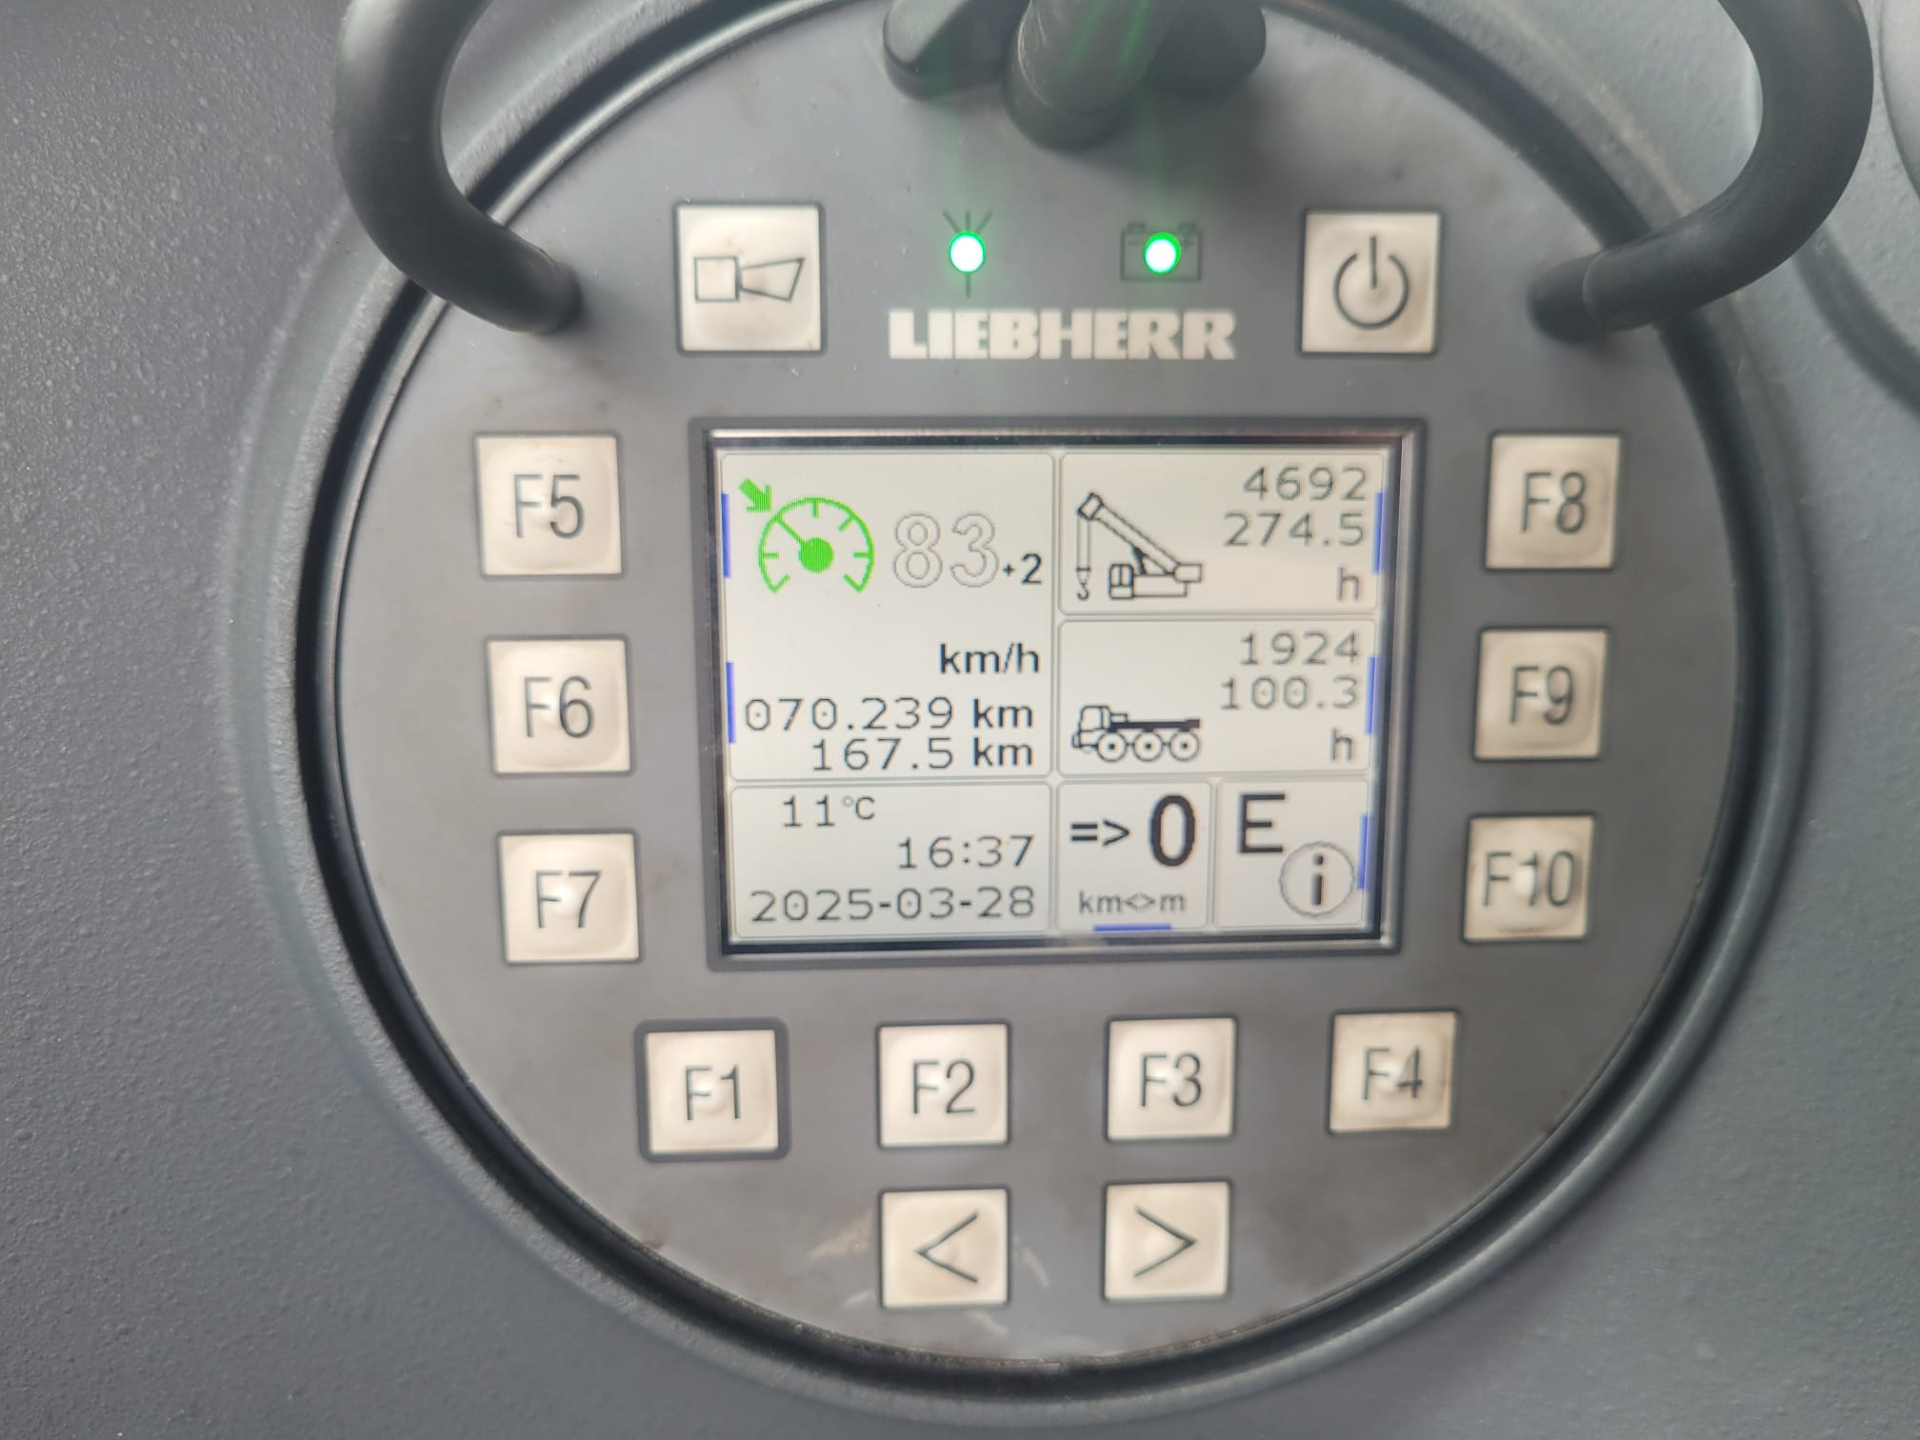 LIEBHERR
F5
F6
F7
83+2
km/h
070.239 km
167.5 km
11°C
16:37
2025-03-28
4692
274.5
h
1924
100.3
h
=> 0
km<>m
E
i
F8
F9
F10
F1
F2
F3
F4
<
>